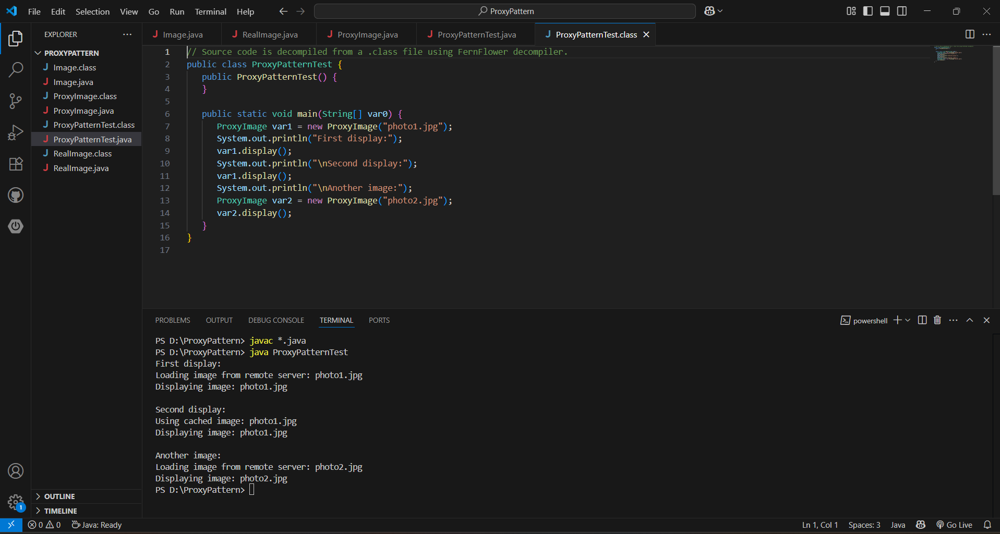 File Edit Selection View Go Run Terminal Help
ProxyPattern
EXPLORER
PROXYPATTERN
Image.class
Image.java
ProxyImage.class
ProxyImage.java
ProxyPatternTest.class
ProxyPatternTest.java
RealImage.class
RealImage.java
OUTLINE
TIMELINE
Image.java RealImage.java ProxyImage.java ProxyPatternTest.java ProxyPatternTest.class
1 // Source code is decompiled from a .class file using FernFlower decompiler.
2 public class ProxyPatternTest {
3    public ProxyPatternTest() {
4    }
5
6    public static void main(String[] var0) {
7       ProxyImage var1 = new ProxyImage("photo1.jpg");
8       System.out.println("First display:");
9       var1.display();
10       System.out.println("\nSecond display:");
11       var1.display();
12       System.out.println("\nAnother image:");
13       ProxyImage var2 = new ProxyImage("photo2.jpg");
14       var2.display();
15    }
16 }
17
PROBLEMS OUTPUT DEBUG CONSOLE TERMINAL PORTS
powershell
PS D:\ProxyPattern> javac *.java
PS D:\ProxyPattern> java ProxyPatternTest
First display:
Loading image from remote server: photo1.jpg
Displaying image: photo1.jpg

Second display:
Using cached image: photo1.jpg
Displaying image: photo1.jpg

Another image:
Loading image from remote server: photo2.jpg
Displaying image: photo2.jpg
PS D:\ProxyPattern>
1
0 0 Java: Ready Ln 1, Col 1 Spaces: 3 Java Go Live